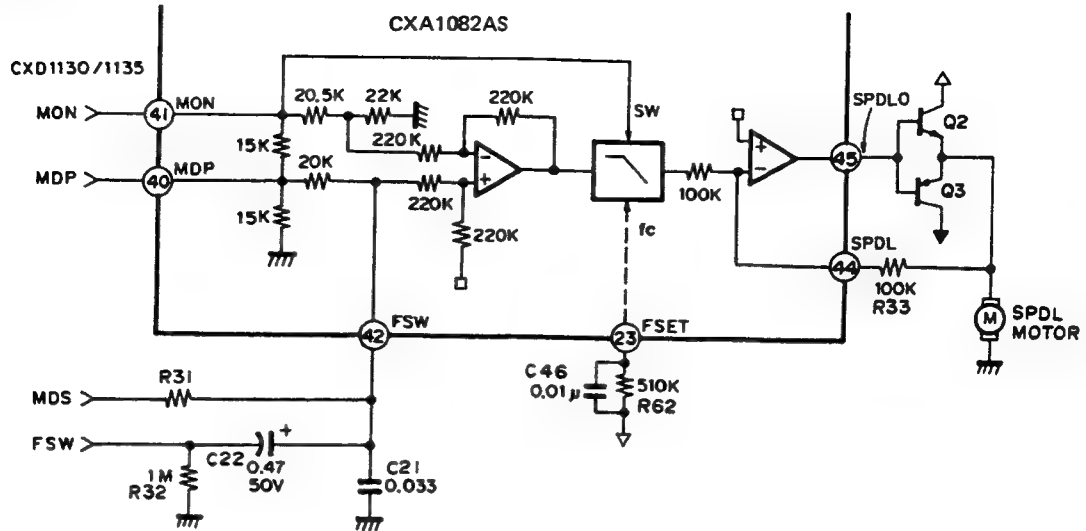 CXA1082AS
CXD1130/1135
MON
41
MON
20.5K
22K
220K
SW
SPDLO
Q2
15K
220K
20K
MDP
40
MDP
+
-
+
-
45
15K
220K
100K
Q3
220K
fc
SPDL
44
100K
R33
42
FSW
23
FSET
M
SPDL
MOTOR
R31
C46
0.01µ
510K
R62
MDS
FSW
+
C22
0.47
50V
C21
0.033
1M
R32